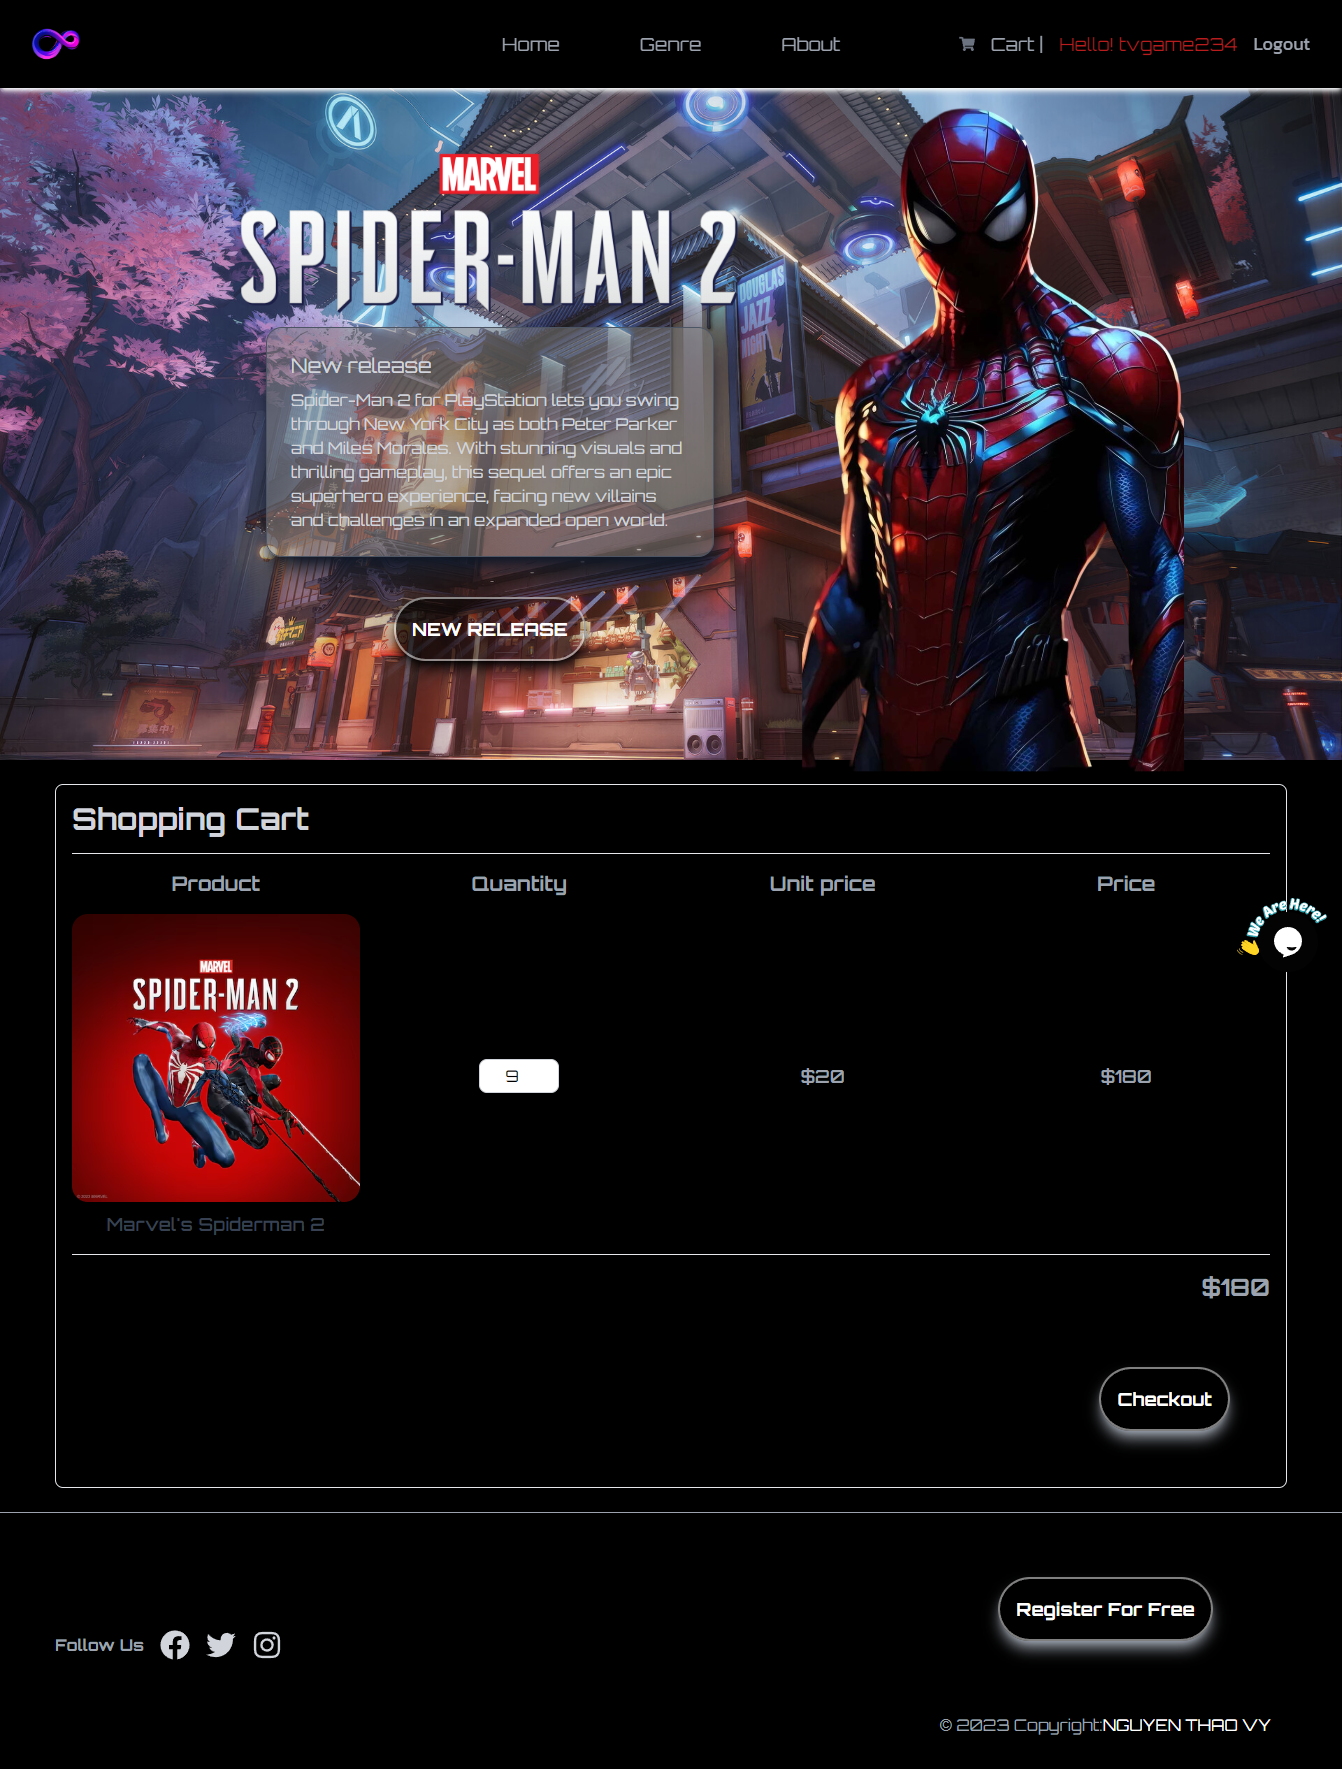 Home
Genre
About
Cart |
Hello! tvgame234
Logout
MARVEL
SPIDER-MAN 2
DOUGLAS
JAZZ
NIGHT
New release
Spider-Man 2 for PlayStation lets you swing
through New York City as both Peter Parker
and Miles Morales. With stunning visuals and
thrilling gameplay, this sequel offers an epic
superhero experience, facing new villains
and challenges in an expanded open world.
NEW RELEASE
Shopping Cart
Product
Quantity
Unit price
Price
We Are Here!
MARVEL
SPIDER-MAN 2
9
$20
$180
Marvel's Spiderman 2
$180
Checkout
Register For Free
Follow Us
© 2023 Copyright:NGUYEN THAO VY